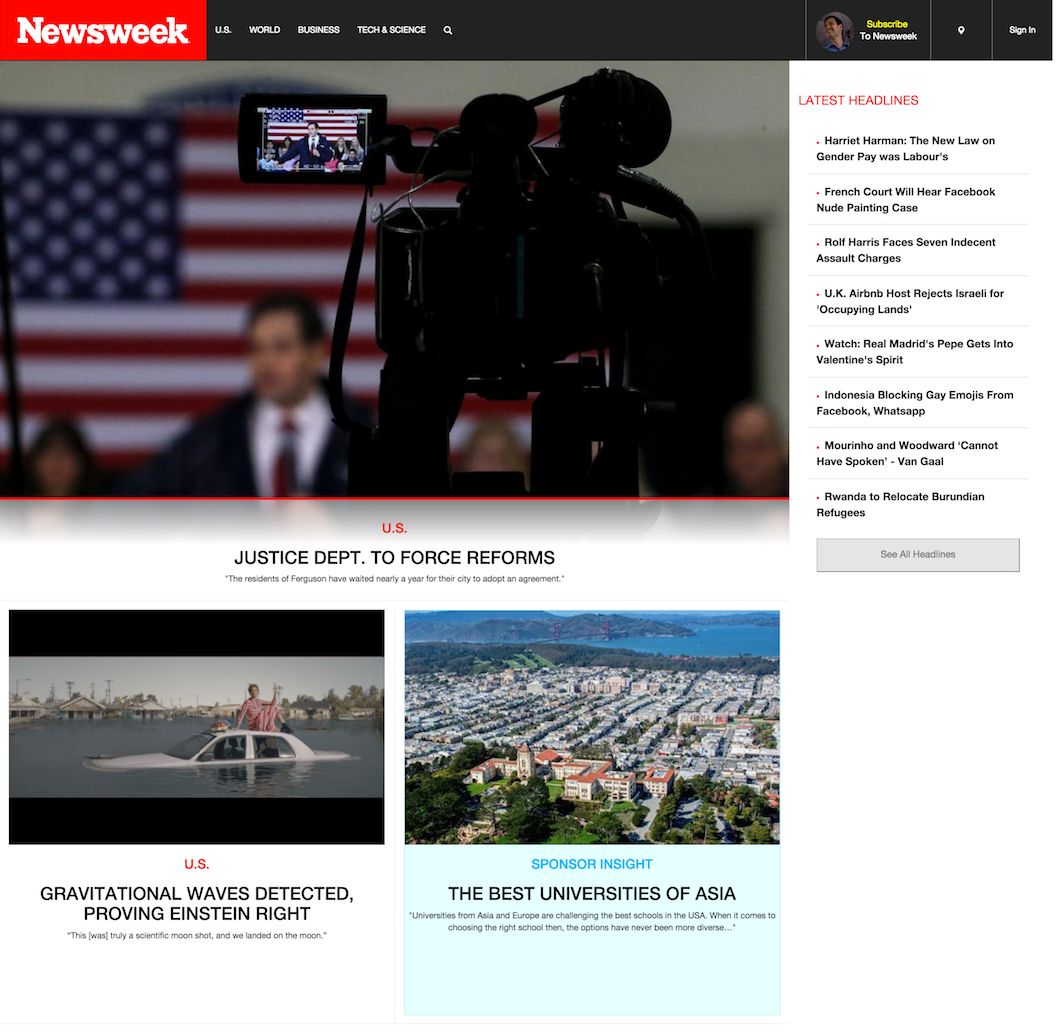 Newsweek
U.S.
WORLD
BUSINESS
TECH & SCIENCE
Subscribe
To Newsweek
Sign In
LATEST HEADLINES
Harriet Harman: The New Law on
Gender Pay was Labour's
French Court Will Hear Facebook
Nude Painting Case
Rolf Harris Faces Seven Indecent
Assault Charges
U.K. Airbnb Host Rejects Israeli for
'Occupying Lands'
Watch: Real Madrid's Pepe Gets Into
Valentine's Spirit
Indonesia Blocking Gay Emojis From
Facebook, Whatsapp
Mourinho and Woodward ‘Cannot
Have Spoken’ - Van Gaal
Rwanda to Relocate Burundian
Refugees
See All Headlines
U.S.
JUSTICE DEPT. TO FORCE REFORMS
"The residents of Ferguson have waited nearly a year for their city to adopt an agreement."
U.S.
GRAVITATIONAL WAVES DETECTED,
PROVING EINSTEIN RIGHT
"This [was] truly a scientific moon shot, and we landed on the moon."
SPONSOR INSIGHT
THE BEST UNIVERSITIES OF ASIA
"Universities from Asia and Europe are challenging the best schools in the USA. When it comes to
choosing the right school then, the options have never been more diverse…"